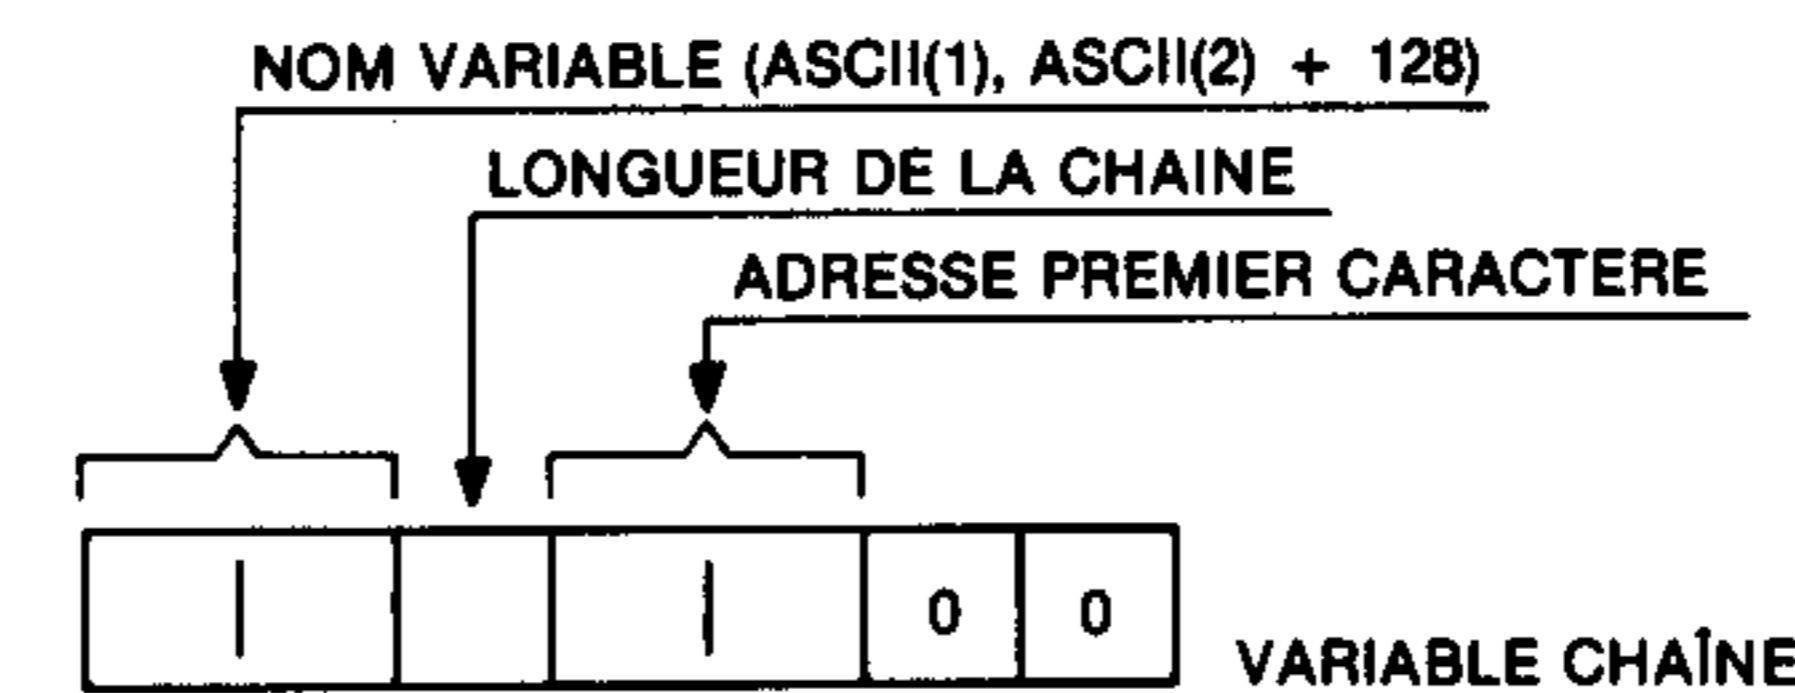 NOM VARIABLE (ASCII(1), ASCII(2) + 128)
LONGUEUR DE LA CHAINE
ADRESSE PREMIER CARACTERE
0 0
VARIABLE CHAÎNE